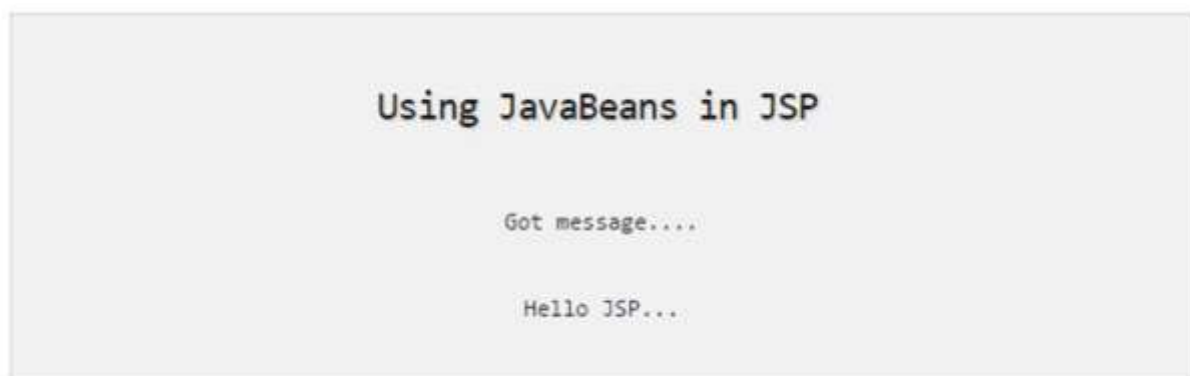 Using JavaBeans in JSP
Got message....
Hello JSP...